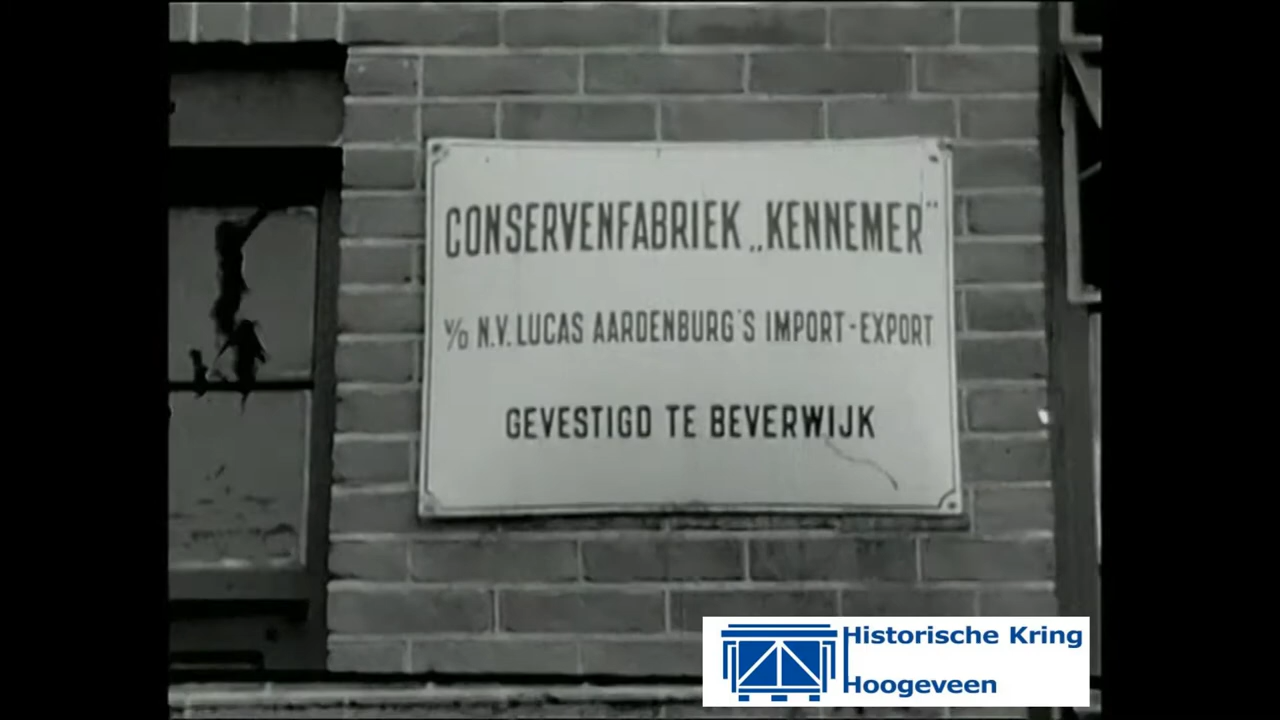 CONSERVENFABRIEK „KENNEMER”
V/D N.V. LUCAS AARDENBURG'S IMPORT-EXPORT
GEVESTIGD TE BEVERWIJK
Historische Kring
Hoogeveen